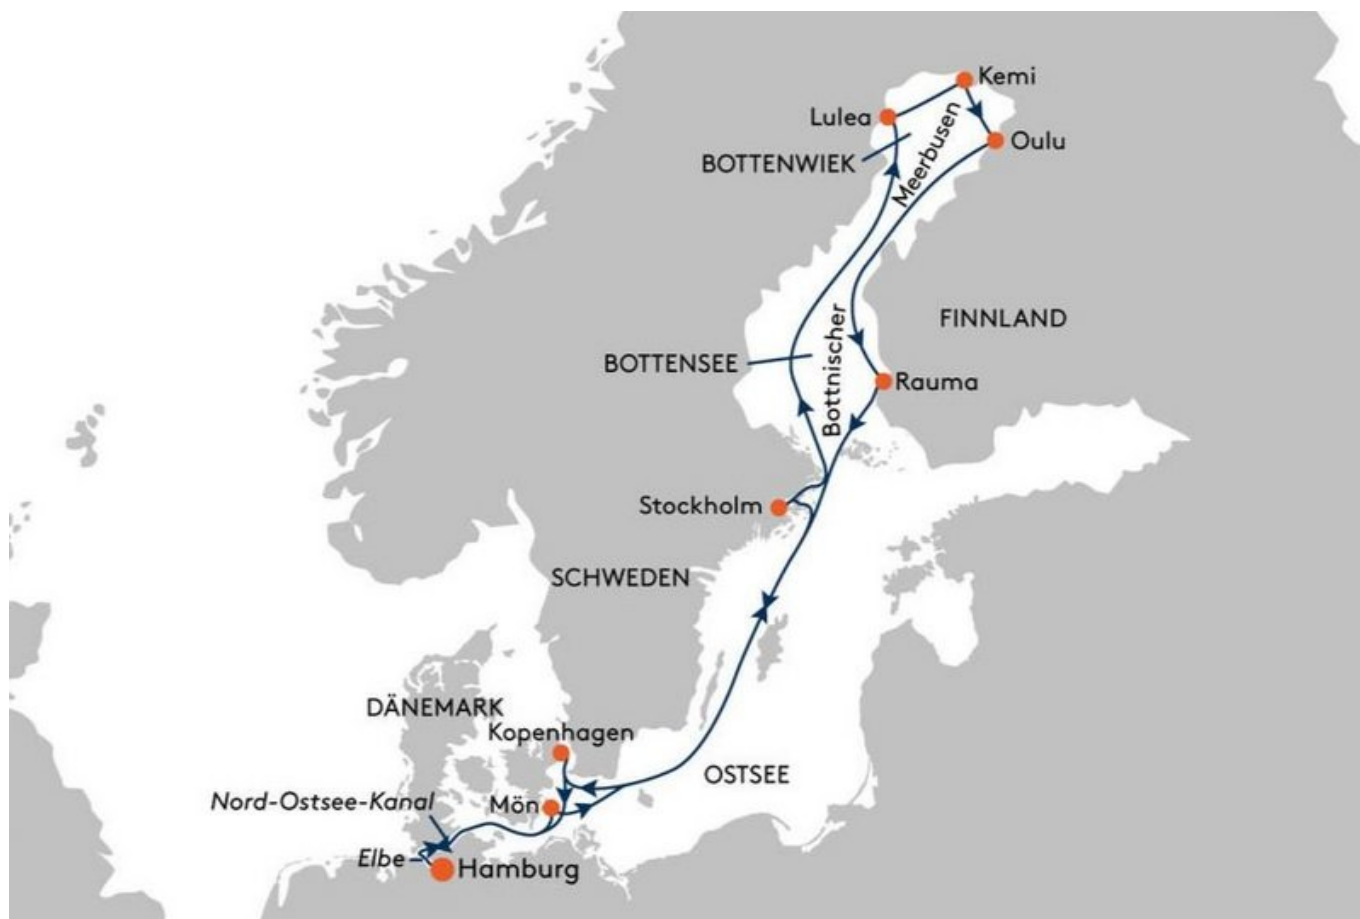 Kemi
Lulea
Oulu
BOTTENWIEK
Meerbusen
FINNLAND
BOTTENSEE
Bottnischer
Rauma
Stockholm
SCHWEDEN
DÄNEMARK
Kopenhagen
OSTSEE
Nord-Ostsee-Kanal
Mön
Elbe
Hamburg